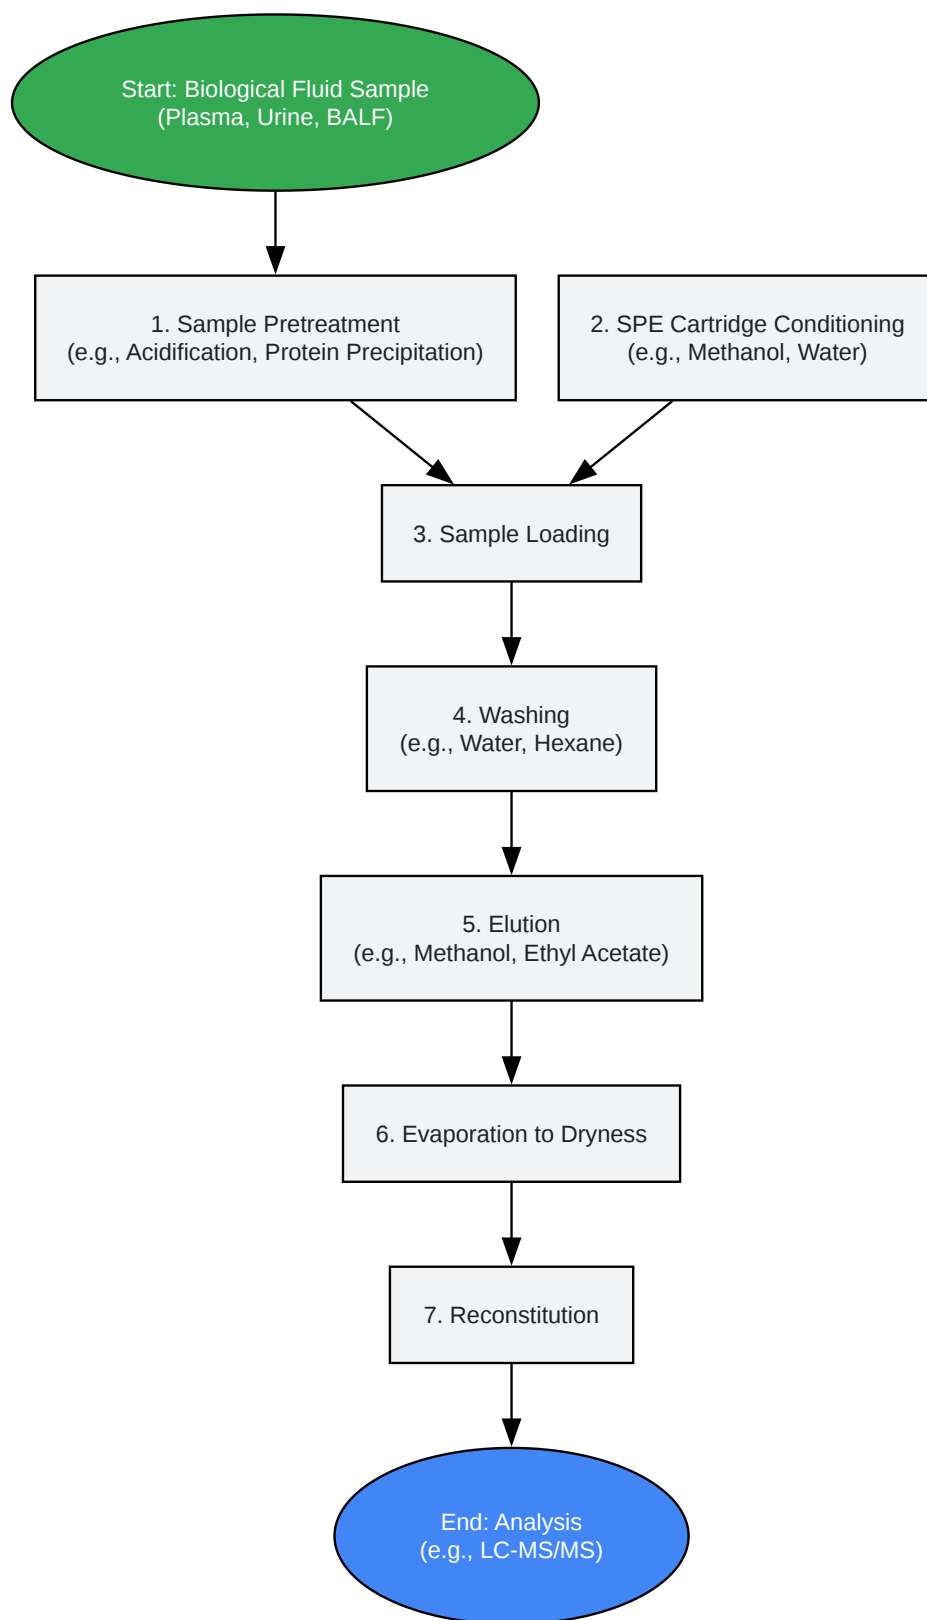 Start: Biological Fluid Sample
(Plasma, Urine, BALF)
1. Sample Pretreatment
(e.g., Acidification, Protein Precipitation)
2. SPE Cartridge Conditioning
(e.g., Methanol, Water)
3. Sample Loading
4. Washing
(e.g., Water, Hexane)
5. Elution
(e.g., Methanol, Ethyl Acetate)
6. Evaporation to Dryness
7. Reconstitution
End: Analysis
(e.g., LC-MS/MS)